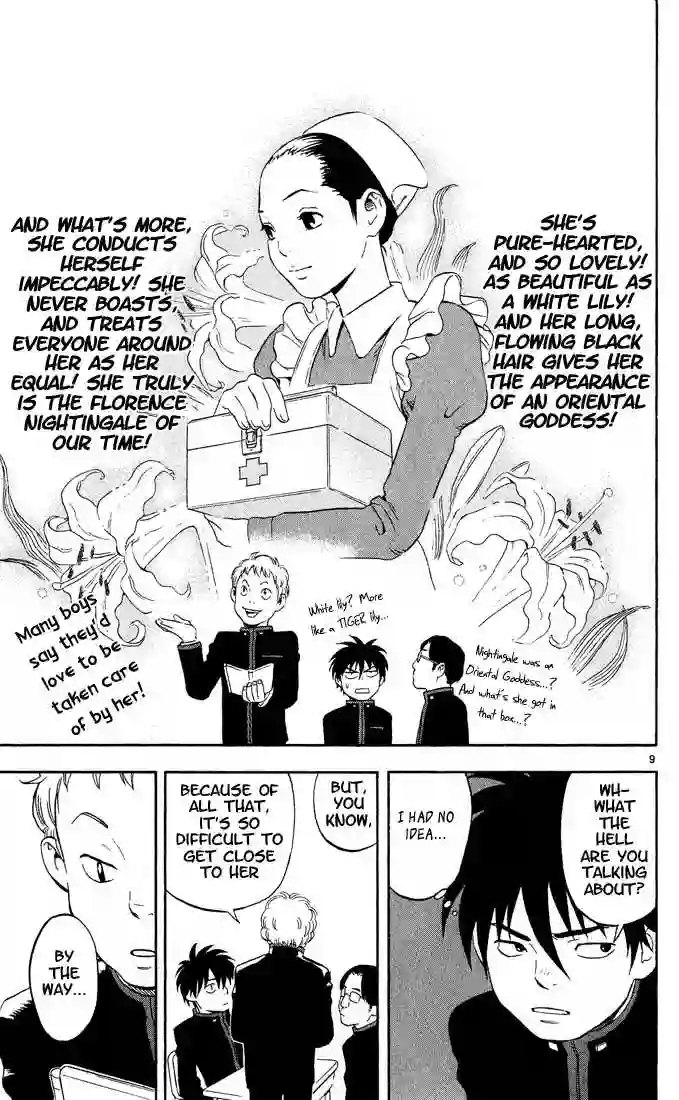 SHE'S
PURE-HEARTED,
AND SO LOVELY!
AS BEAUTIFUL AS
A WHITE LILY!
AND HER LONG,
FLOWING BLACK
HAIR GIVES HER
THE APPEARANCE
OF AN ORIENTAL
GODDESS!
AND WHAT'S MORE,
SHE CONDUCTS
HERSELF
IMPECCABLY! SHE
NEVER BOASTS,
AND TREATS
EVERYONE AROUND
HER AS HER
EQUAL! SHE TRULY
IS THE FLORENCE
NIGHTINGALE OF
OUR TIME!
Nightingale was an
Oriental Goddess...?
And what's she got in
that box...?
White lily? More
like a TIGER lily...
Many boys
say they'd
love to be
taken care
of by her!
9
WH-
WHAT
THE
HELL
ARE YOU
TALKING
ABOUT?
I HAD NO
IDEA...
BUT,
YOU
KNOW,
BECAUSE OF
ALL THAT,
IT'S SO
DIFFICULT TO
GET CLOSE
TO HER
BY
THE
WAY...